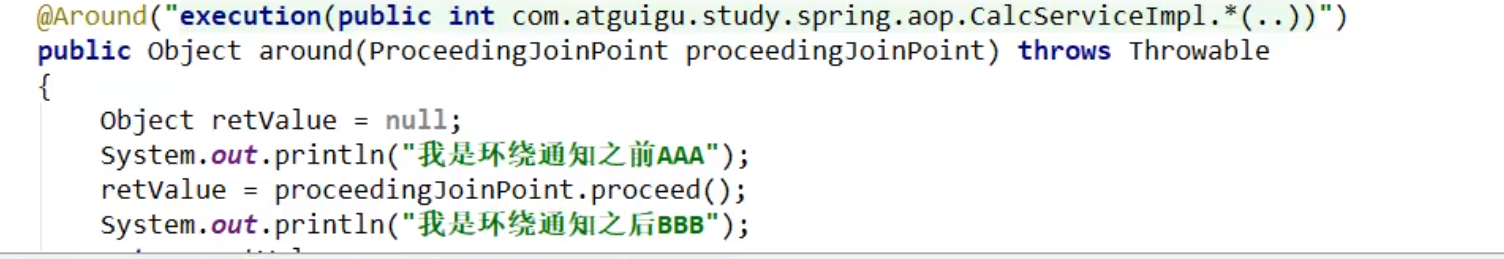 @Around("execution(public int com.atguigu.study.spring.aop.CalcServiceImpl.*(..))")
public Object around(ProceedingJoinPoint proceedingJoinPoint) throws Throwable
{
Object retValue = null;
System.out.println("我是环绕通知之前AAA");
retValue = proceedingJoinPoint.proceed();
System.out.println("我是环绕通知之后BBB");